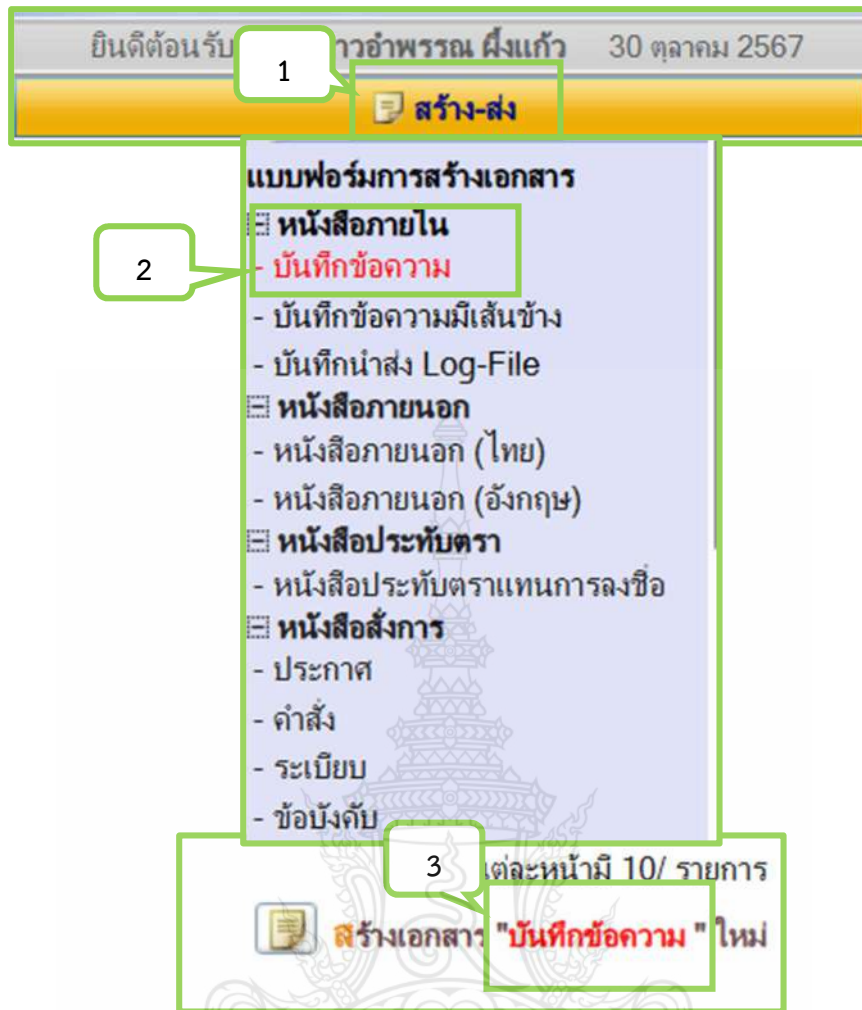 ยินดีต้อนรับ าวอำพรรณ ผึ้งแก้ว 30 ตุลาคม 2567
1
สร้าง-ส่ง
แบบฟอร์มการสร้างเอกสาร
หนังสือภายใน
2
- บันทึกข้อความ
- บันทึกข้อความมีเส้นข้าง
- บันทึกนำส่ง Log-File
หนังสือภายนอก
- หนังสือภายนอก (ไทย)
- หนังสือภายนอก (อังกฤษ)
หนังสือประทับตรา
- หนังสือประทับตราแทนการลงชื่อ
หนังสือสั่งการ
- ประกาศ
- คำสั่ง
- ระเบียบ
- ข้อบังคับ
3
แต่ละหน้ามี 10/ รายการ
สร้างเอกสาร "บันทึกข้อความ " ใหม่